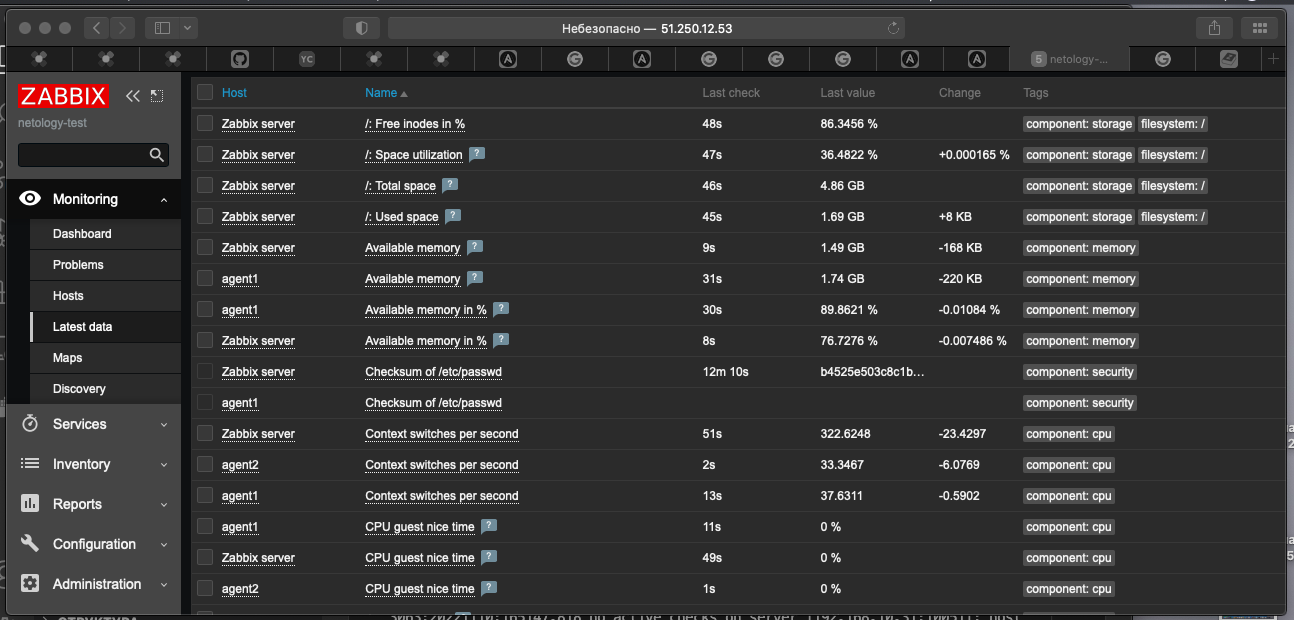 Небезопасно — 51.250.12.53
YC
5 netology-...
ZABBIX
netology-test
Monitoring
Dashboard
Problems
Hosts
Latest data
Maps
Discovery
Services
Inventory
Reports
Configuration
Administration
Host Name Last check Last value Change Tags
Zabbix server /: Free inodes in % 48s 86.3456 % component: storage filesystem: /
Zabbix server /: Space utilization ? 47s 36.4822 % +0.000165 % component: storage filesystem: /
Zabbix server /: Total space ? 46s 4.86 GB component: storage filesystem: /
Zabbix server /: Used space ? 45s 1.69 GB +8 KB component: storage filesystem: /
Zabbix server Available memory ? 9s 1.49 GB -168 KB component: memory
agent1 Available memory ? 31s 1.74 GB -220 KB component: memory
agent1 Available memory in % ? 30s 89.8621 % -0.01084 % component: memory
Zabbix server Available memory in % ? 8s 76.7276 % -0.007486 % component: memory
Zabbix server Checksum of /etc/passwd 12m 10s b4525e503c8c1b... component: security
agent1 Checksum of /etc/passwd component: security
Zabbix server Context switches per second 51s 322.6248 -23.4297 component: cpu
agent2 Context switches per second 2s 33.3467 -6.0769 component: cpu
agent1 Context switches per second 13s 37.6311 -0.5902 component: cpu
agent1 CPU guest nice time ? 11s 0 % component: cpu
Zabbix server CPU guest nice time ? 49s 0 % component: cpu
agent2 CPU guest nice time ? 1s 0 % component: cpu